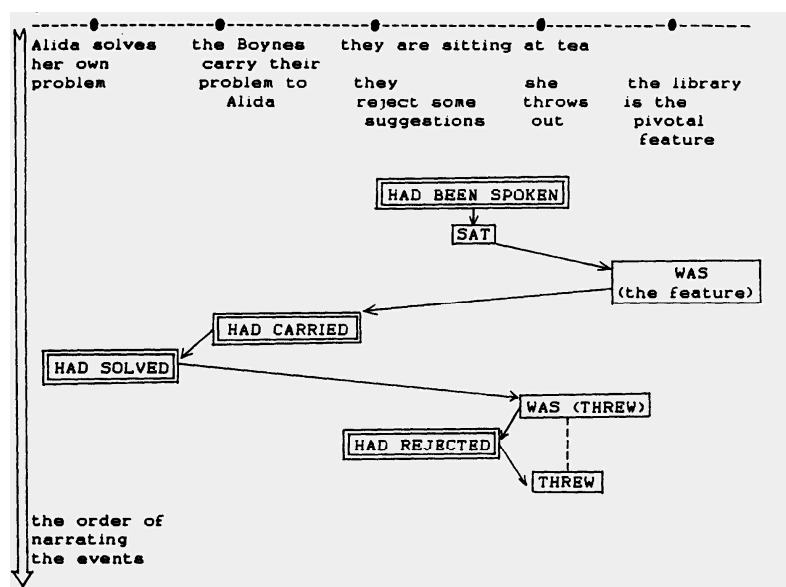 Alida solves
her own
problem
the Boynes
carry their
problem to
Alida
they are sitting at tea
they
reject some
suggestions
she
throws
out
the library
is the
pivotal
feature
HAD BEEN SPOKEN
SAT
WAS
(the feature)
HAD CARRIED
HAD SOLVED
WAS (THREW)
HAD REJECTED
THREW
the order of
narrating
the events